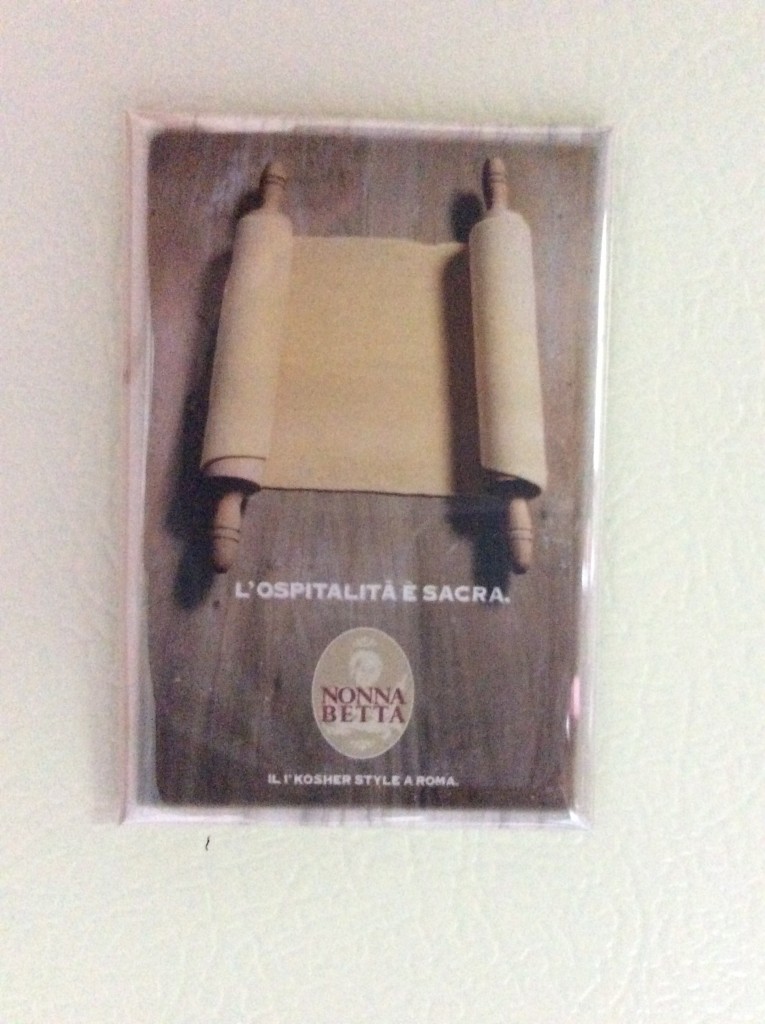 L'OSPITALITÀ È SACRA.
NONNA
BETTA
IL 1° KOSHER STYLE A ROMA.